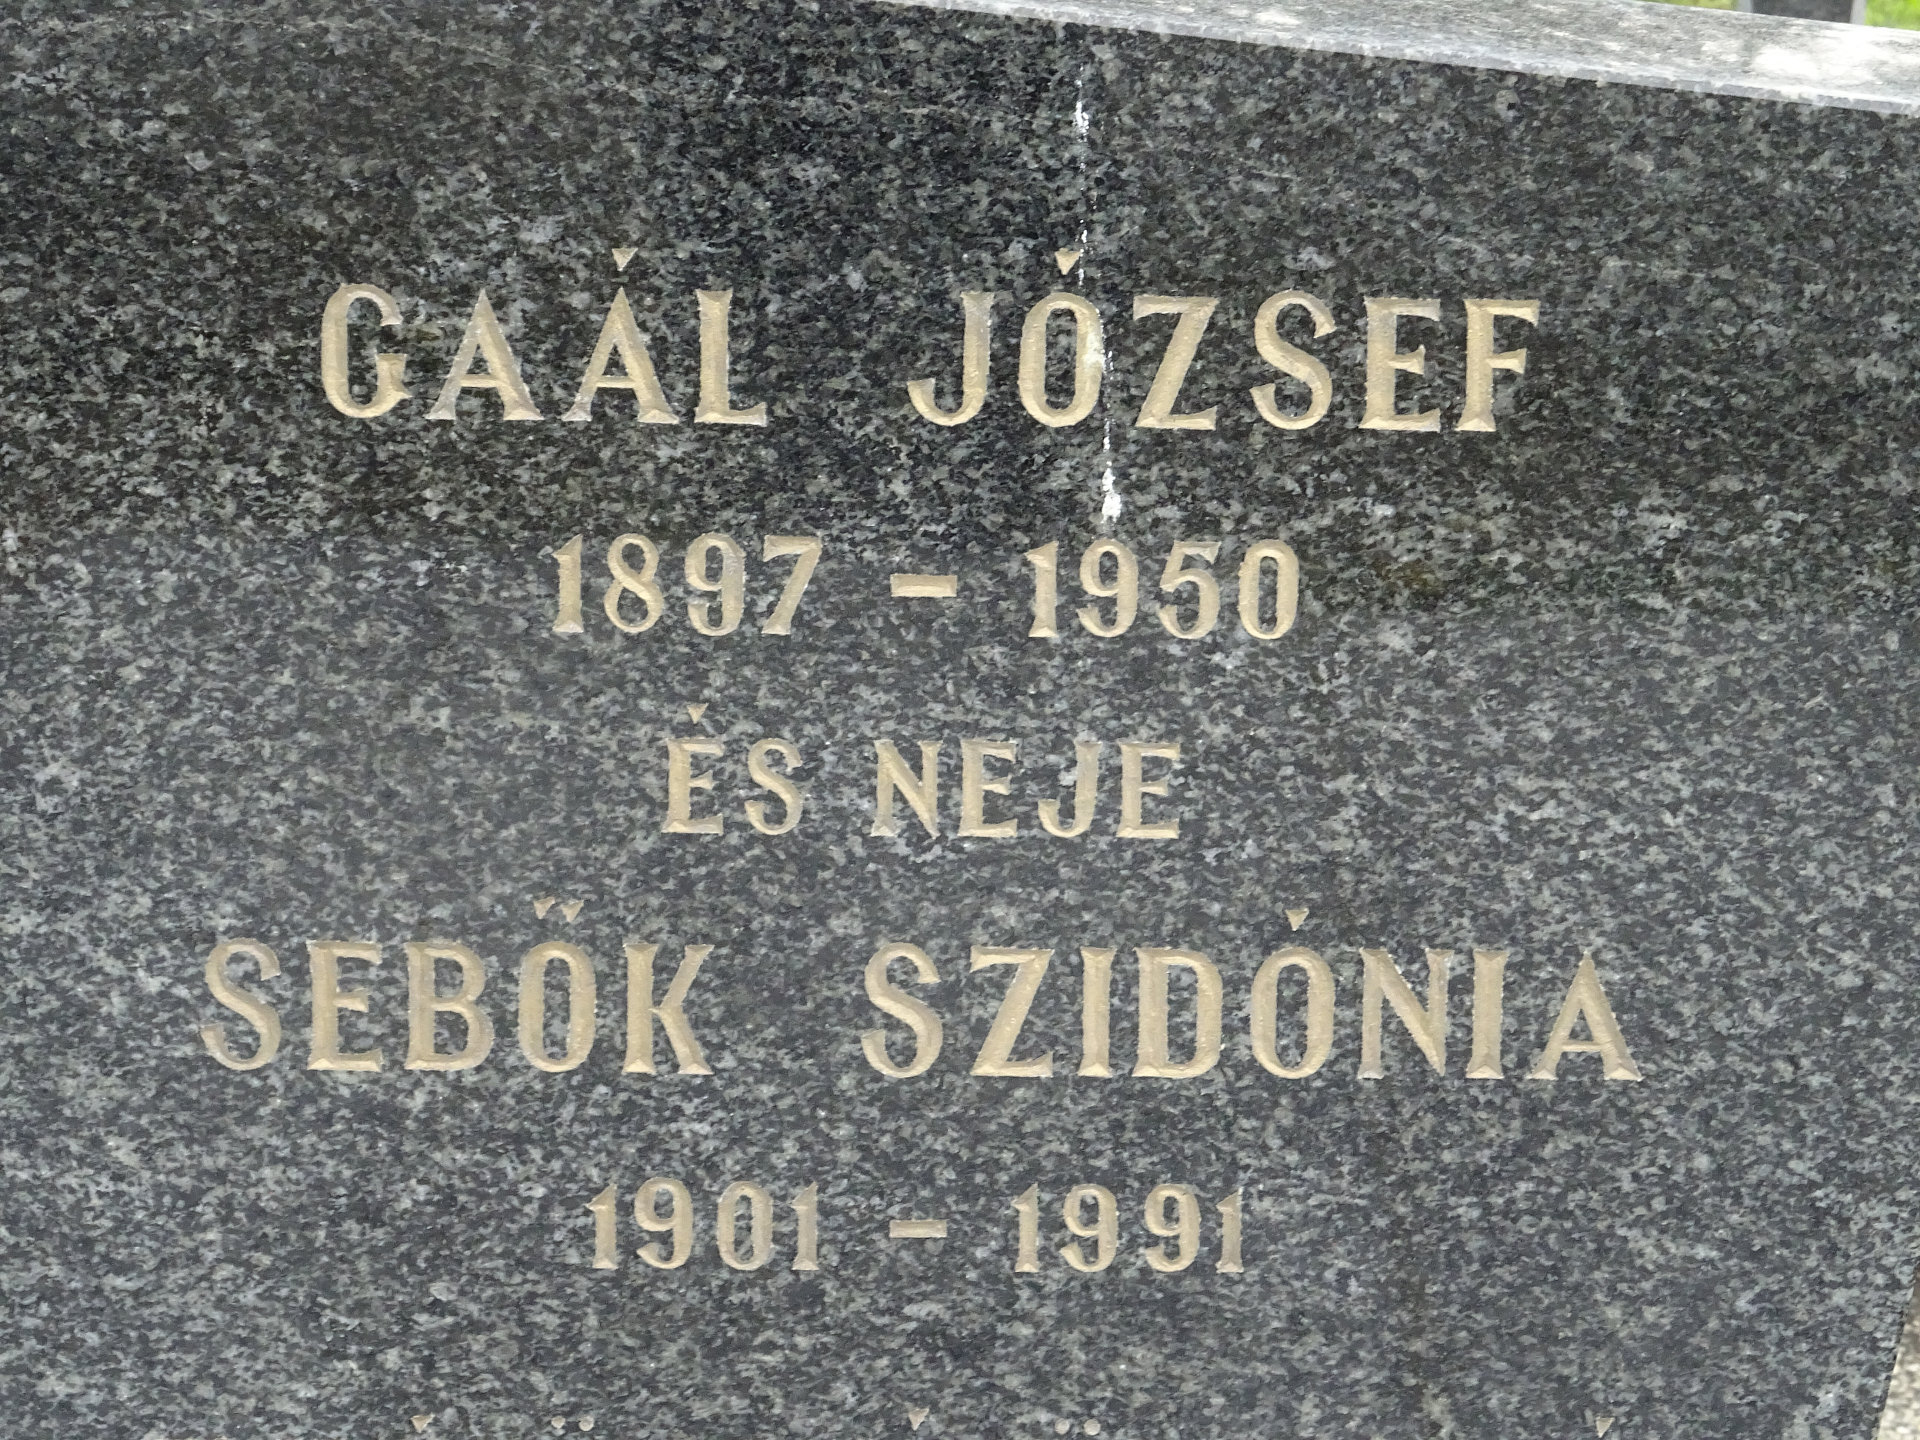 GAÁL JÓZSEF
1897 - 1950
ÉS NEJE
SEBŐK SZIDÓNIA
1901 - 1991